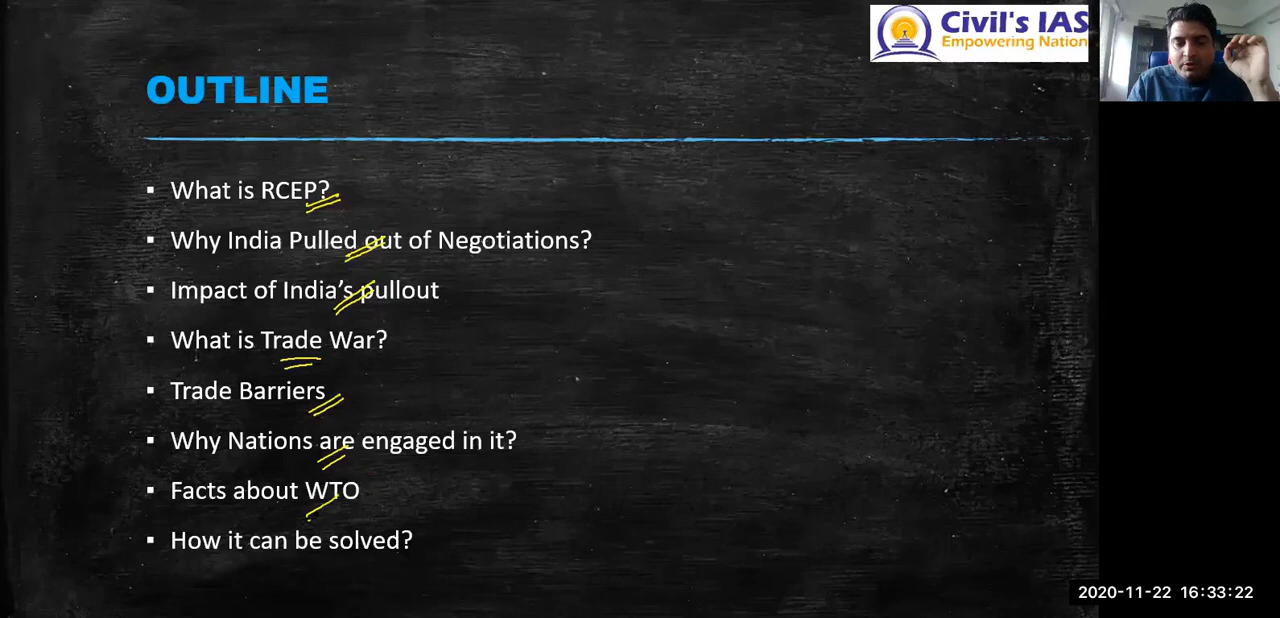 Civil's IAS
Empowering Nation
OUTLINE
▪ What is RCEP?
▪ Why India Pulled out of Negotiations?
▪ Impact of India’s pullout
▪ What is Trade War?
▪ Trade Barriers
▪ Why Nations are engaged in it?
▪ Facts about WTO
▪ How it can be solved?
2020-11-22 16:33:22